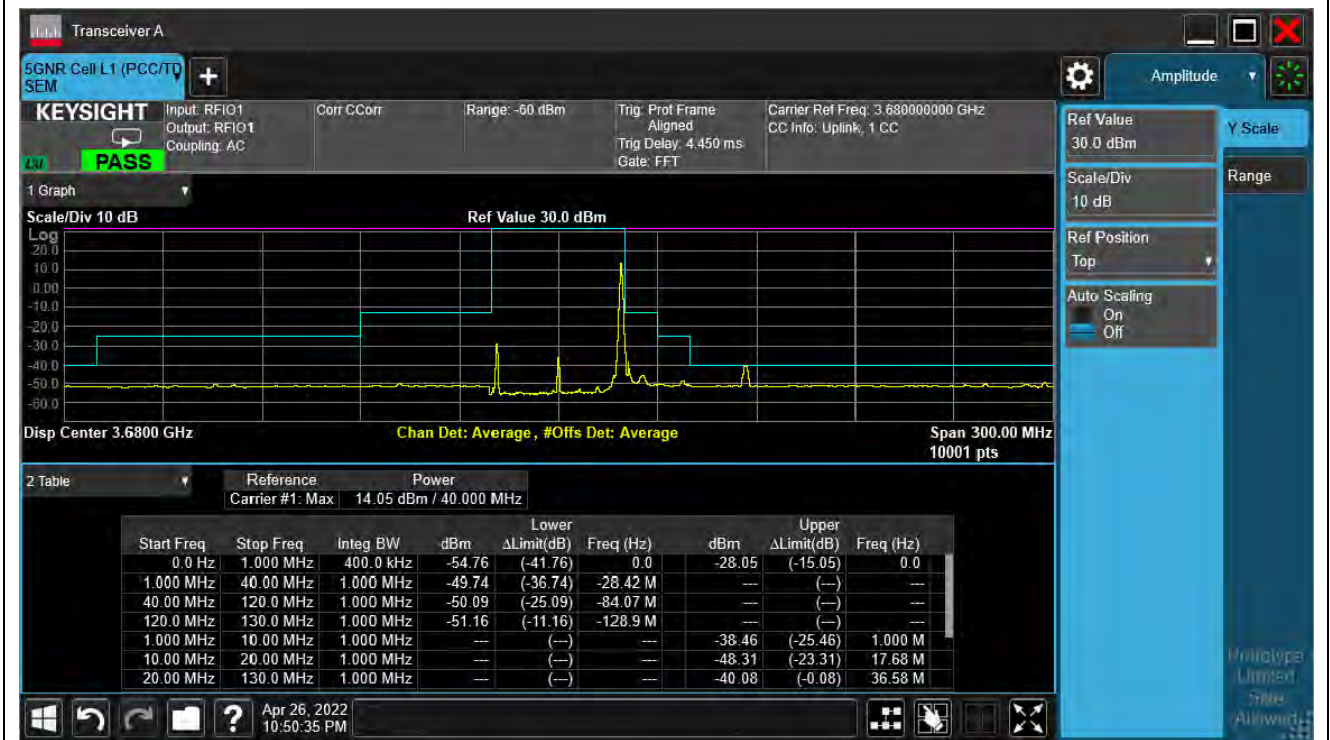 Transceiver A
5GNR Cell L1 (PCC/TD
SEM
+
Amplitude
KEYSIGHT
PASS
Input: RFIO1
Output: RFIO1
Coupling: AC
Corr CCorr
Range: -60 dBm
Trig: Prot Frame
Aligned
Trig Delay: 4.450 ms
Gate: FFT
Carrier Ref Freq: 3.680000000 GHz
CC Info: Uplink, 1 CC
Ref Value
30.0 dBm
Y Scale
Scale/Div
10 dB
Range
Ref Position
Top
Auto Scaling
On
Off
1 Graph
Scale/Div 10 dB
Ref Value 30.0 dBm
Log
20.0
10.0
0.00
-10.0
-20.0
-30.0
-40.0
-50.0
-60.0
Disp Center 3.6800 GHz
Chan Det: Average , #Offs Det: Average
Span 300.00 MHz
10001 pts
2 Table
Reference Power
Carrier #1: Max 14.05 dBm / 40.000 MHz
Lower Upper
Start Freq Stop Freq Integ BW dBm ΔLimit(dB) Freq (Hz) dBm ΔLimit(dB) Freq (Hz)
0.0 Hz 1.000 MHz 400.0 kHz -54.76 (-41.76) 0.0 -28.05 (-15.05) 0.0
1.000 MHz 40.00 MHz 1.000 MHz -49.74 (-36.74) -28.42 M --- (---) ---
40.00 MHz 120.0 MHz 1.000 MHz -50.09 (-25.09) -84.07 M --- (---) ---
120.0 MHz 130.0 MHz 1.000 MHz -51.16 (-11.16) -128.9 M --- (---) ---
1.000 MHz 10.00 MHz 1.000 MHz --- (---) --- -38.46 (-25.46) 1.000 M
10.00 MHz 20.00 MHz 1.000 MHz --- (---) --- -48.31 (-23.31) 17.68 M
20.00 MHz 130.0 MHz 1.000 MHz --- (---) --- -40.08 (-0.08) 36.58 M
Prototype
Limited
Sale
Allowed
?
Apr 26, 2022
10:50:35 PM